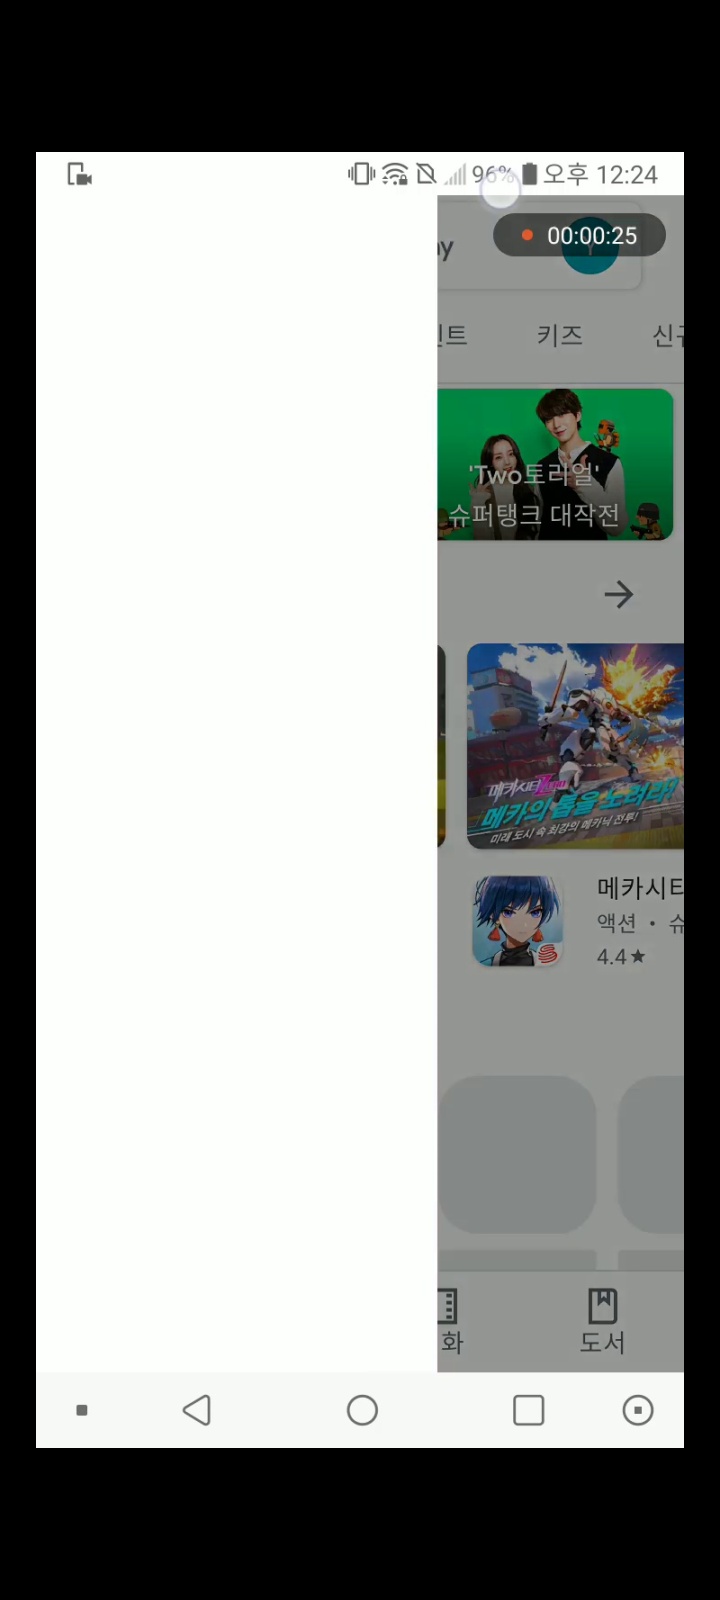 96% 오후 12:24
00:00:25
키즈
'Two토리얼'
슈퍼탱크 대작전
메카시티
메카의 톱을 노려라?
미래 도시 속 최강의 메카닉 전투!
메카시티
액션 • 슈
4.4★
화
도서